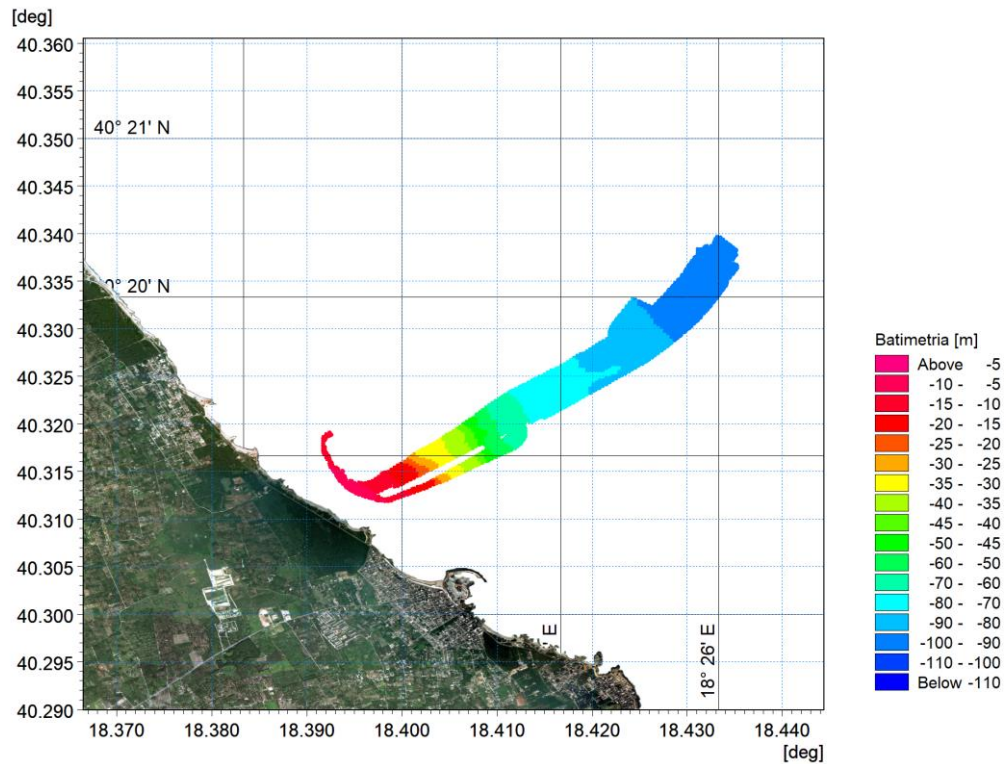 [deg]
40.360
40.355
40° 21' N
40.350
40.345
40.340
0° 20' N
40.335
40.330
40.325
40.320
40.315
40.310
40.305
40.300
40.295
40.290
' E
18° 26' E
18.370 18.380 18.390 18.400 18.410 18.420 18.430 18.440
[deg]
Batimetria [m]
Above -5
-10 - -5
-15 - -10
-20 - -15
-25 - -20
-30 - -25
-35 - -30
-40 - -35
-45 - -40
-50 - -45
-60 - -50
-70 - -60
-80 - -70
-90 - -80
-100 - -90
-110 - -100
Below -110